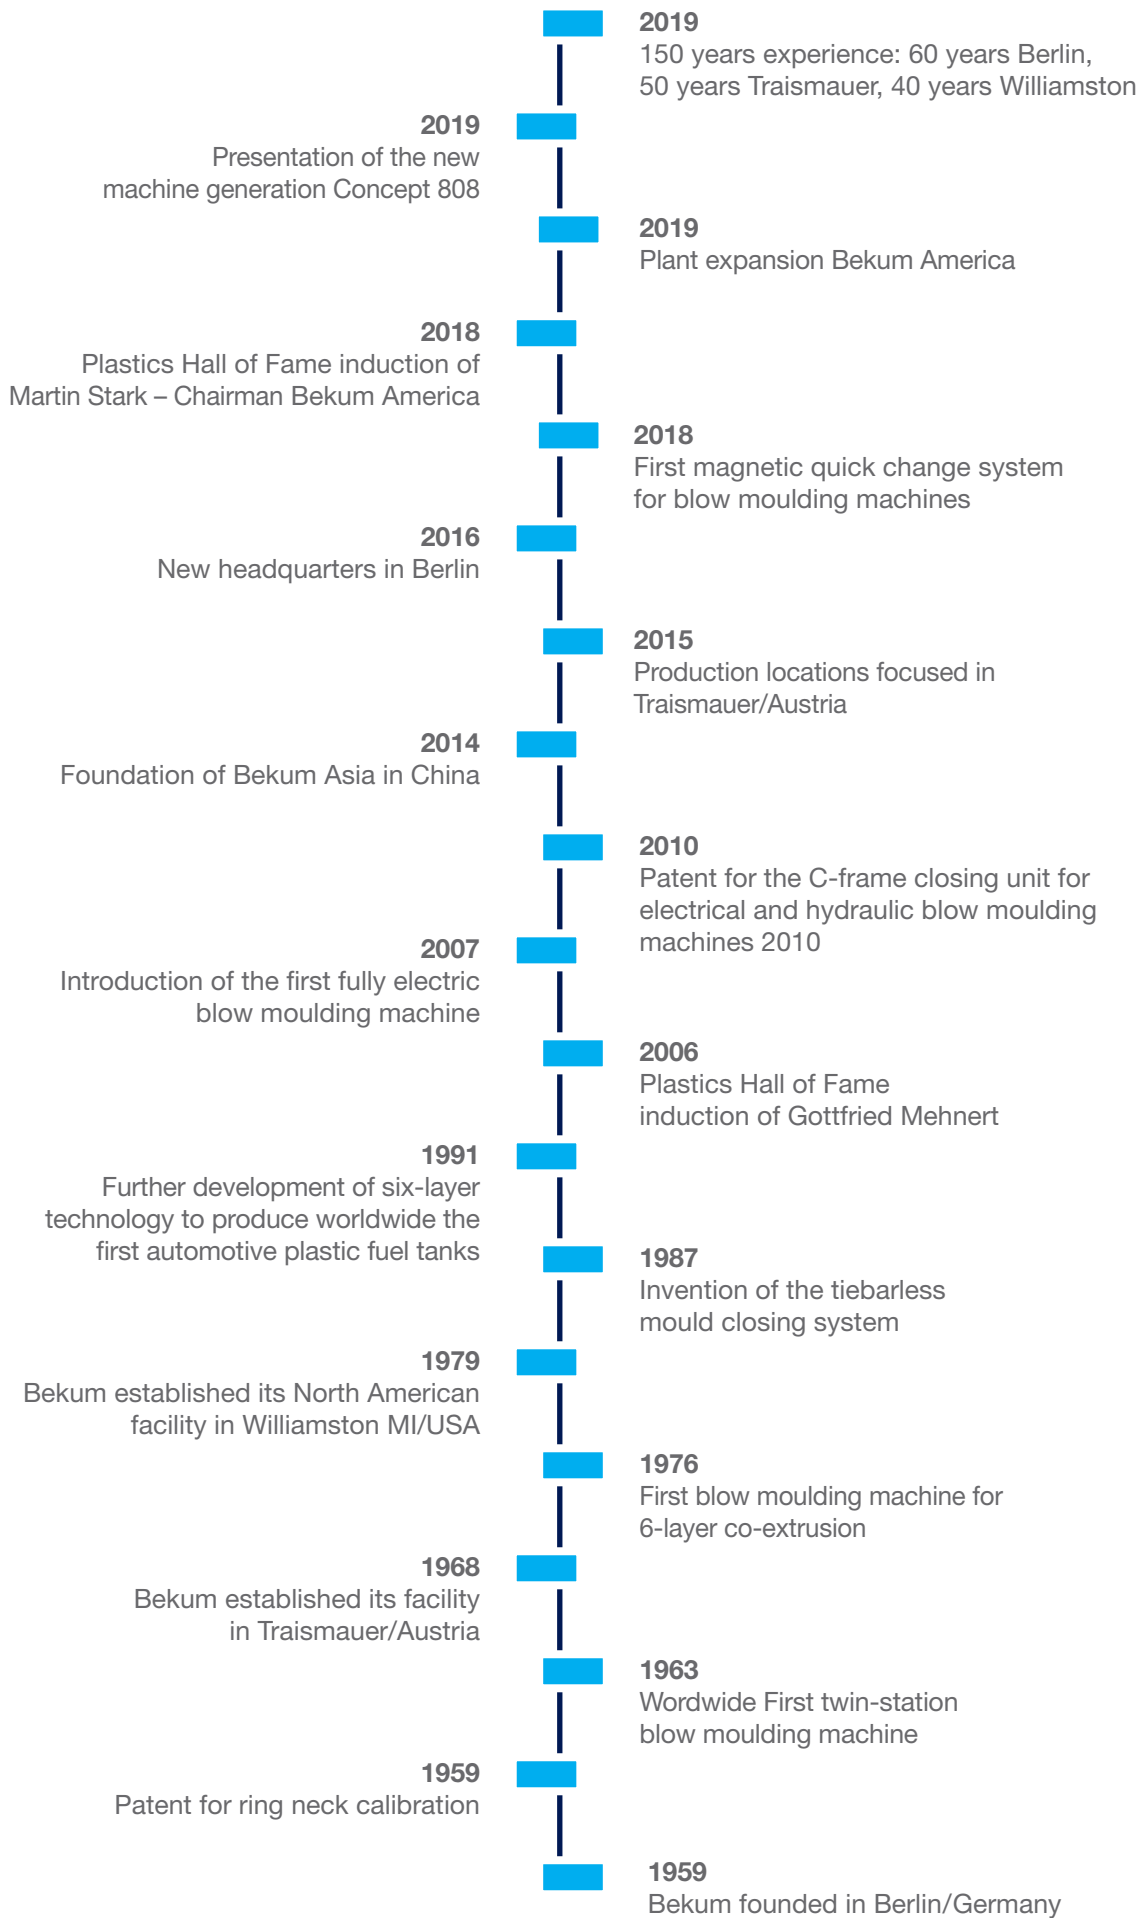 2019
150 years experience: 60 years Berlin,
50 years Traismauer, 40 years Williamston
2019
Presentation of the new
machine generation Concept 808
2019
Plant expansion Bekum America
2018
Plastics Hall of Fame induction of
Martin Stark – Chairman Bekum America
2018
First magnetic quick change system
for blow moulding machines
2016
New headquarters in Berlin
2015
Production locations focused in
Traismauer/Austria
2014
Foundation of Bekum Asia in China
2010
Patent for the C-frame closing unit for
electrical and hydraulic blow moulding
machines 2010
2007
Introduction of the first fully electric
blow moulding machine
2006
Plastics Hall of Fame
induction of Gottfried Mehnert
1991
Further development of six-layer
technology to produce worldwide the
first automotive plastic fuel tanks
1987
Invention of the tiebarless
mould closing system
1979
Bekum established its North American
facility in Williamston MI/USA
1976
First blow moulding machine for
6-layer co-extrusion
1968
Bekum established its facility
in Traismauer/Austria
1963
Wordwide First twin-station
blow moulding machine
1959
Patent for ring neck calibration
1959
Bekum founded in Berlin/Germany